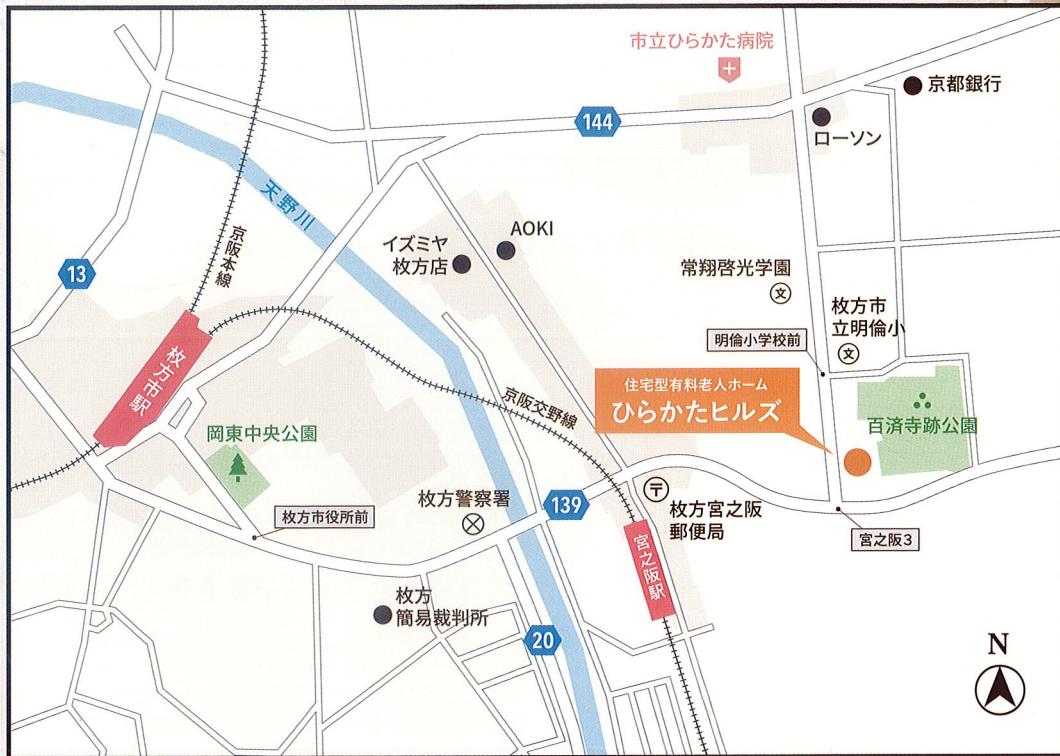 市立ひらかた病院
京都銀行
144
ローソン
天野川
京阪本線
AOKI
イズミヤ
枚方店
13
常翔啓光学園
文
枚方市
立明倫小
文
明倫小学校前
枚方市駅
住宅型有料老人ホーム
ひらかたヒルズ
京阪交野線
百済寺跡公園
岡東中央公園
枚方警察署
139
〒
枚方宮之阪
郵便局
枚方市役所前
宮之阪3
宮之阪駅
枚方
簡易裁判所
20
N